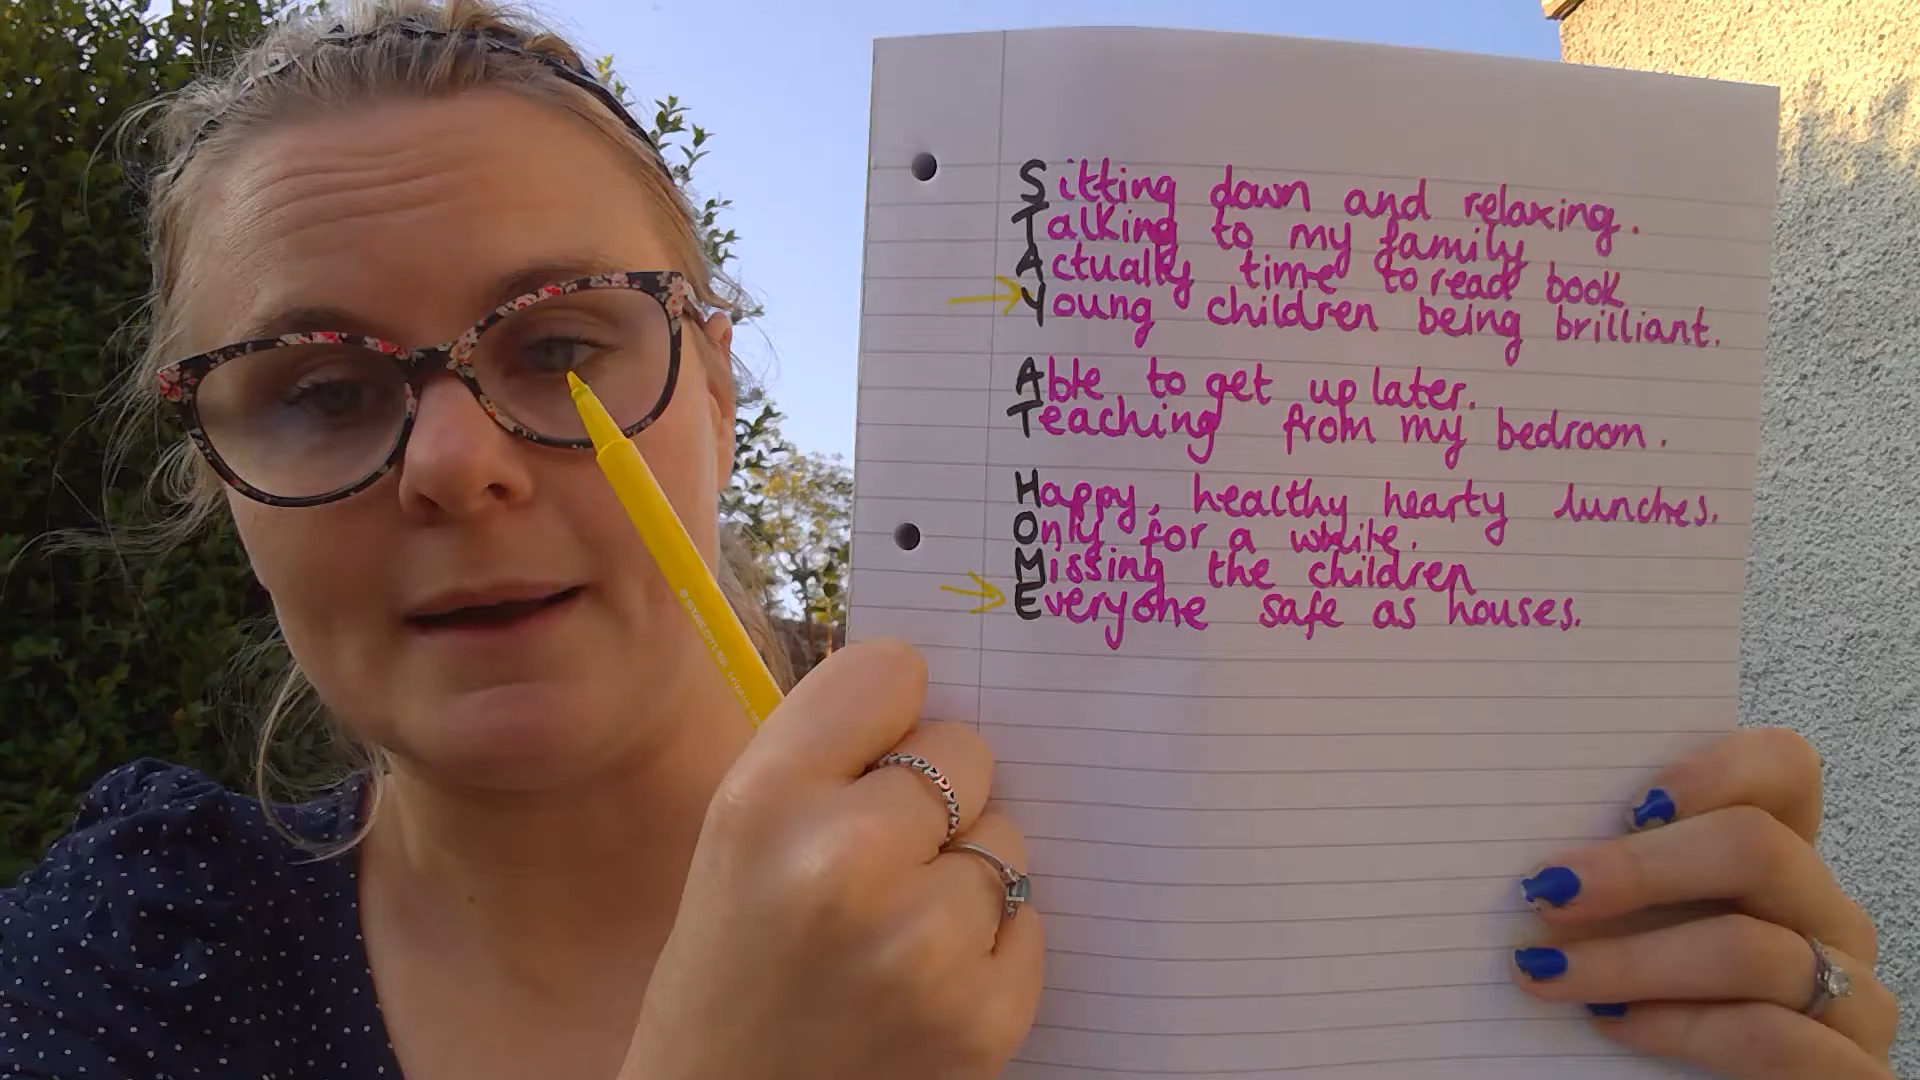 Sitting down and relaxing.
Talking to my family
Actually time to read book
Young children being brilliant.
Able to get up later.
Teaching from my bedroom.
Happy, healthy hearty lunches.
Only for a while.
Missing the children
Everyone safe as houses.